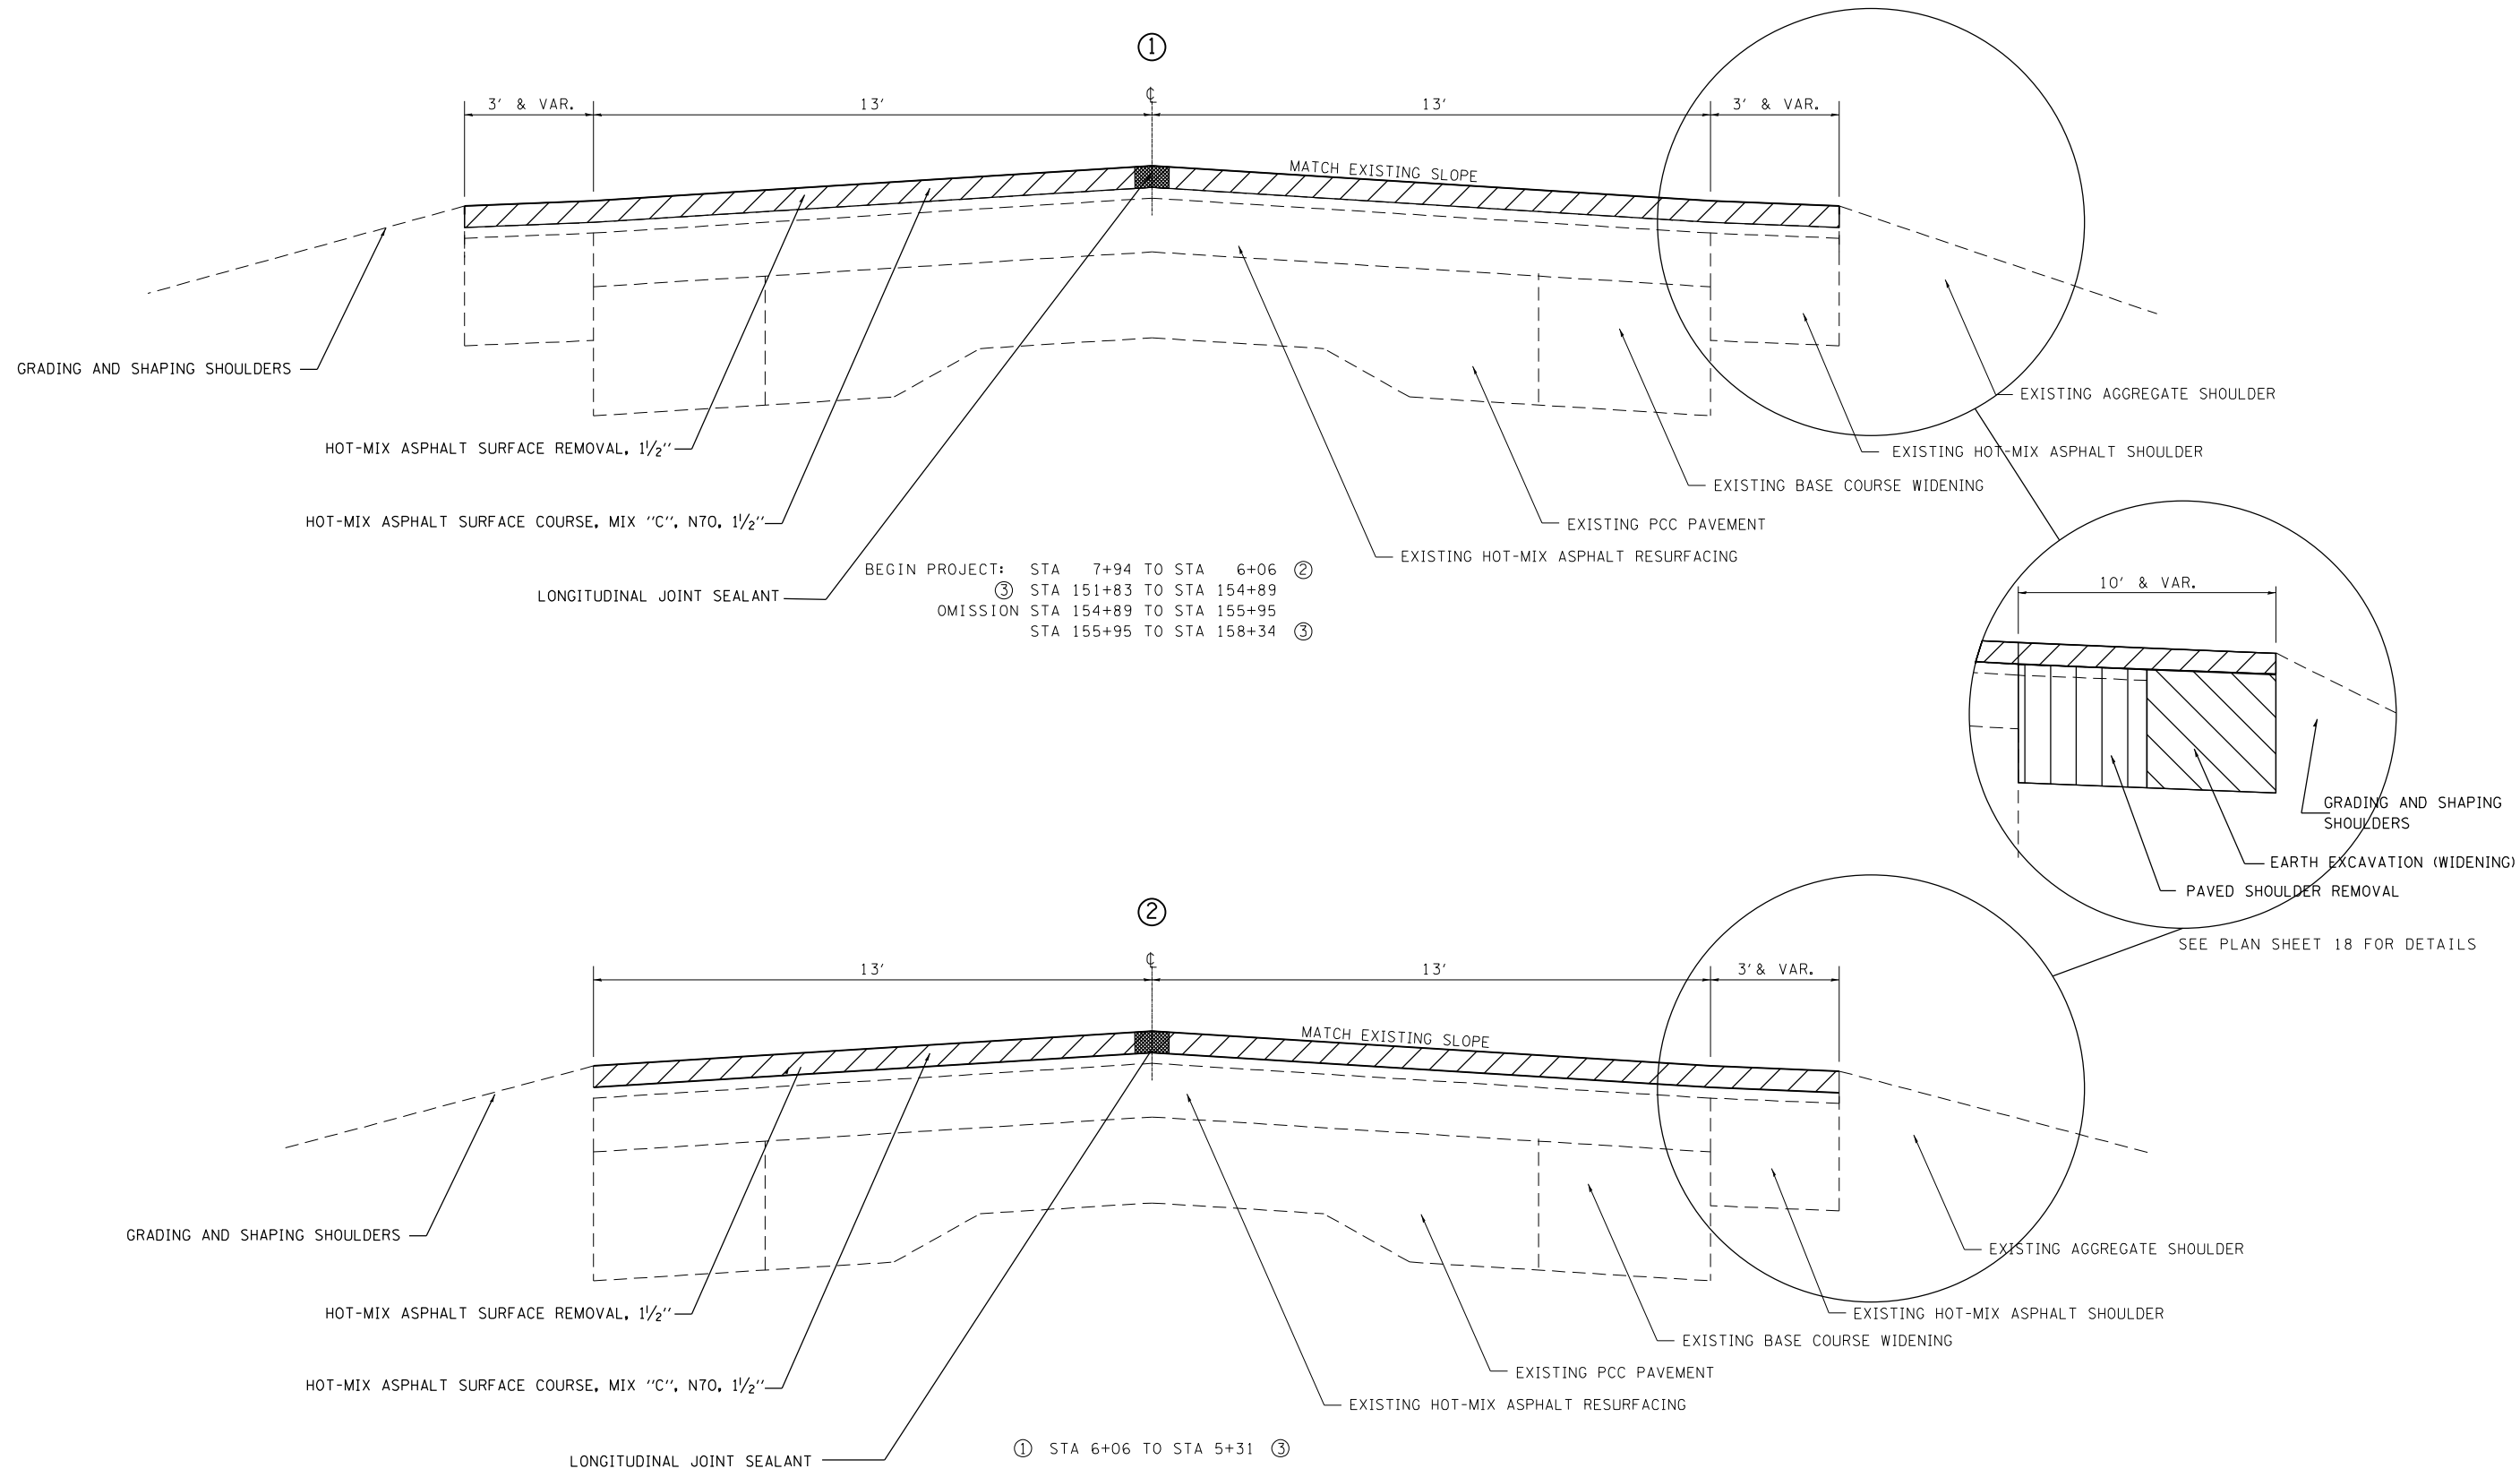 1
℄
3' & VAR.
13'
13'
3' & VAR.
MATCH EXISTING SLOPE
GRADING AND SHAPING SHOULDERS
EXISTING AGGREGATE SHOULDER
HOT-MIX ASPHALT SURFACE REMOVAL, 1½"
EXISTING HOT-MIX ASPHALT SHOULDER
EXISTING BASE COURSE WIDENING
HOT-MIX ASPHALT SURFACE COURSE, MIX "C", N70, 1½"
EXISTING PCC PAVEMENT
EXISTING HOT-MIX ASPHALT RESURFACING
LONGITUDINAL JOINT SEALANT
BEGIN PROJECT: STA 7+94 TO STA 6+06 ②
③ STA 151+83 TO STA 154+89
OMISSION STA 154+89 TO STA 155+95
STA 155+95 TO STA 158+34 ③
10' & VAR.
GRADING AND SHAPING
SHOULDERS
EARTH EXCAVATION (WIDENING)
PAVED SHOULDER REMOVAL
SEE PLAN SHEET 18 FOR DETAILS
2
℄
13'
13'
3'& VAR.
MATCH EXISTING SLOPE
GRADING AND SHAPING SHOULDERS
EXISTING AGGREGATE SHOULDER
HOT-MIX ASPHALT SURFACE REMOVAL, 1½"
EXISTING HOT-MIX ASPHALT SHOULDER
EXISTING BASE COURSE WIDENING
EXISTING PCC PAVEMENT
HOT-MIX ASPHALT SURFACE COURSE, MIX "C", N70, 1½"
EXISTING HOT-MIX ASPHALT RESURFACING
① STA 6+06 TO STA 5+31 ③
LONGITUDINAL JOINT SEALANT